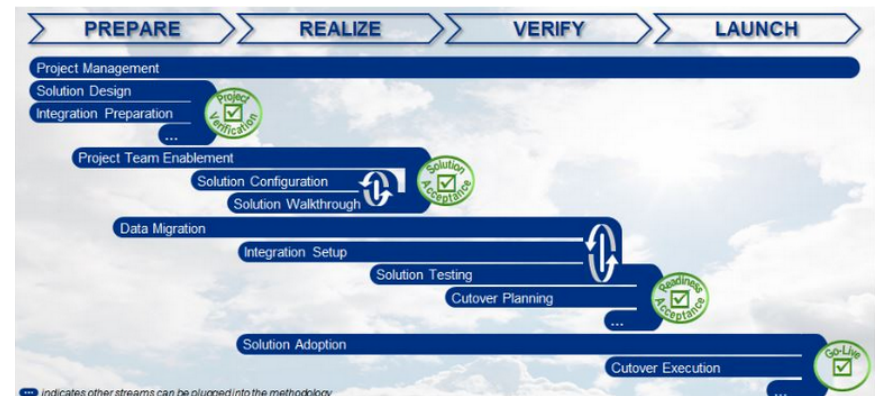 PREPARE REALIZE VERIFY LAUNCH
Project Management
Solution Design
Integration Preparation
Project Verification
...
Project Team Enablement
Solution Configuration
Solution Acceptance
Solution Walkthrough
Data Migration
Integration Setup
Solution Testing
Cutover Planning
Readiness Acceptance
...
Solution Adoption
Go-Live
Cutover Execution
...
... indicates other streams can be plugged into the methodology